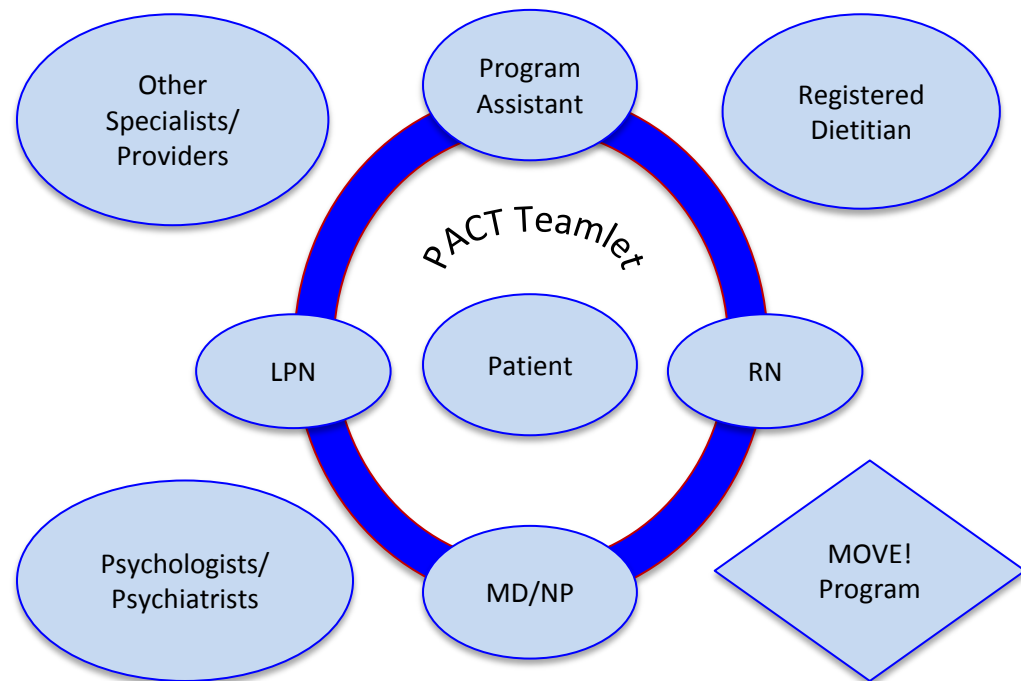 Other
Specialists/
Providers
Program
Assistant
Registered
Dietitian
PACT Teamlet
LPN
Patient
RN
Psychologists/
Psychiatrists
MD/NP
MOVE!
Program